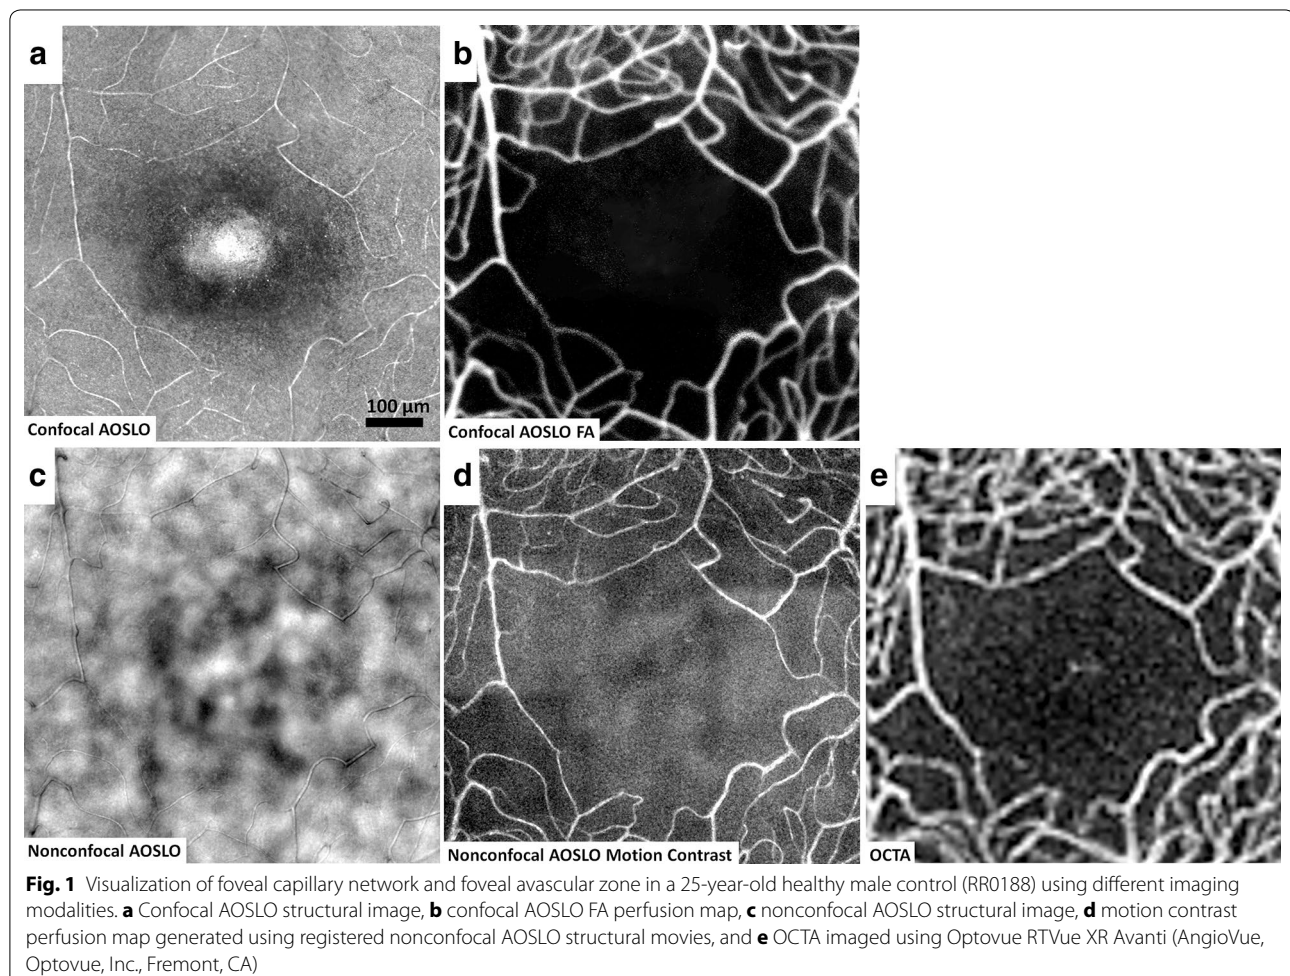 a
b
100 µm
Confocal AOSLO
Confocal AOSLO FA
c
d
e
Nonconfocal AOSLO
Nonconfocal AOSLO Motion Contrast
OCTA
Fig. 1 Visualization of foveal capillary network and foveal avascular zone in a 25-year-old healthy male control (RR0188) using different imaging
modalities. a Confocal AOSLO structural image, b confocal AOSLO FA perfusion map, c nonconfocal AOSLO structural image, d motion contrast
perfusion map generated using registered nonconfocal AOSLO structural movies, and e OCTA imaged using Optovue RTVue XR Avanti (AngioVue,
Optovue, Inc., Fremont, CA)